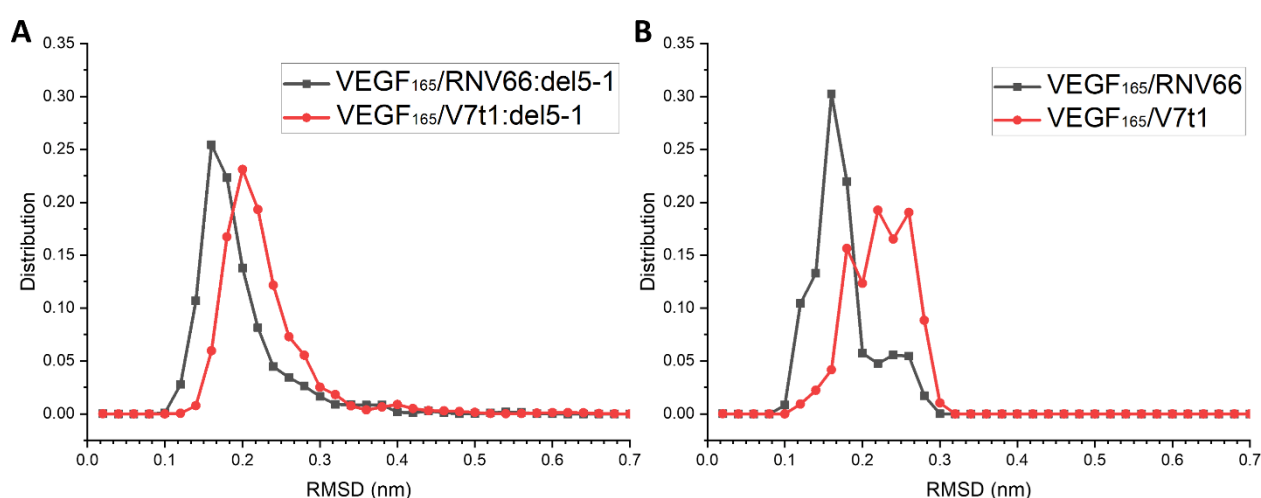 A
0.35
0.30
0.25
0.20
0.15
0.10
0.05
0.00
Distribution
VEGF₁₆₅/RNV66:del5-1
VEGF₁₆₅/V7t1:del5-1
0.0 0.1 0.2 0.3 0.4 0.5 0.6 0.7
RMSD (nm)
B
0.35
0.30
0.25
0.20
0.15
0.10
0.05
0.00
Distribution
VEGF₁₆₅/RNV66
VEGF₁₆₅/V7t1
0.0 0.1 0.2 0.3 0.4 0.5 0.6 0.7
RMSD (nm)